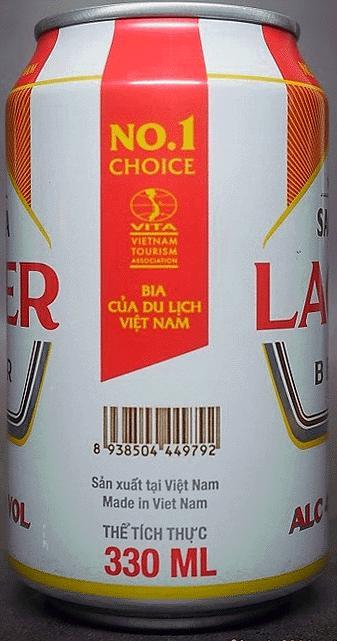 NO.1
CHOICE
VITA
VIETNAM
TOURISM
ASSOCIATION
BIA
CỦA DU LỊCH
VIỆT NAM
ER
LA
B
R
8 938504 449792
Sản xuất tại Việt Nam
Made in Viet Nam
VOL
ALC
THỂ TÍCH THỰC
330 ML